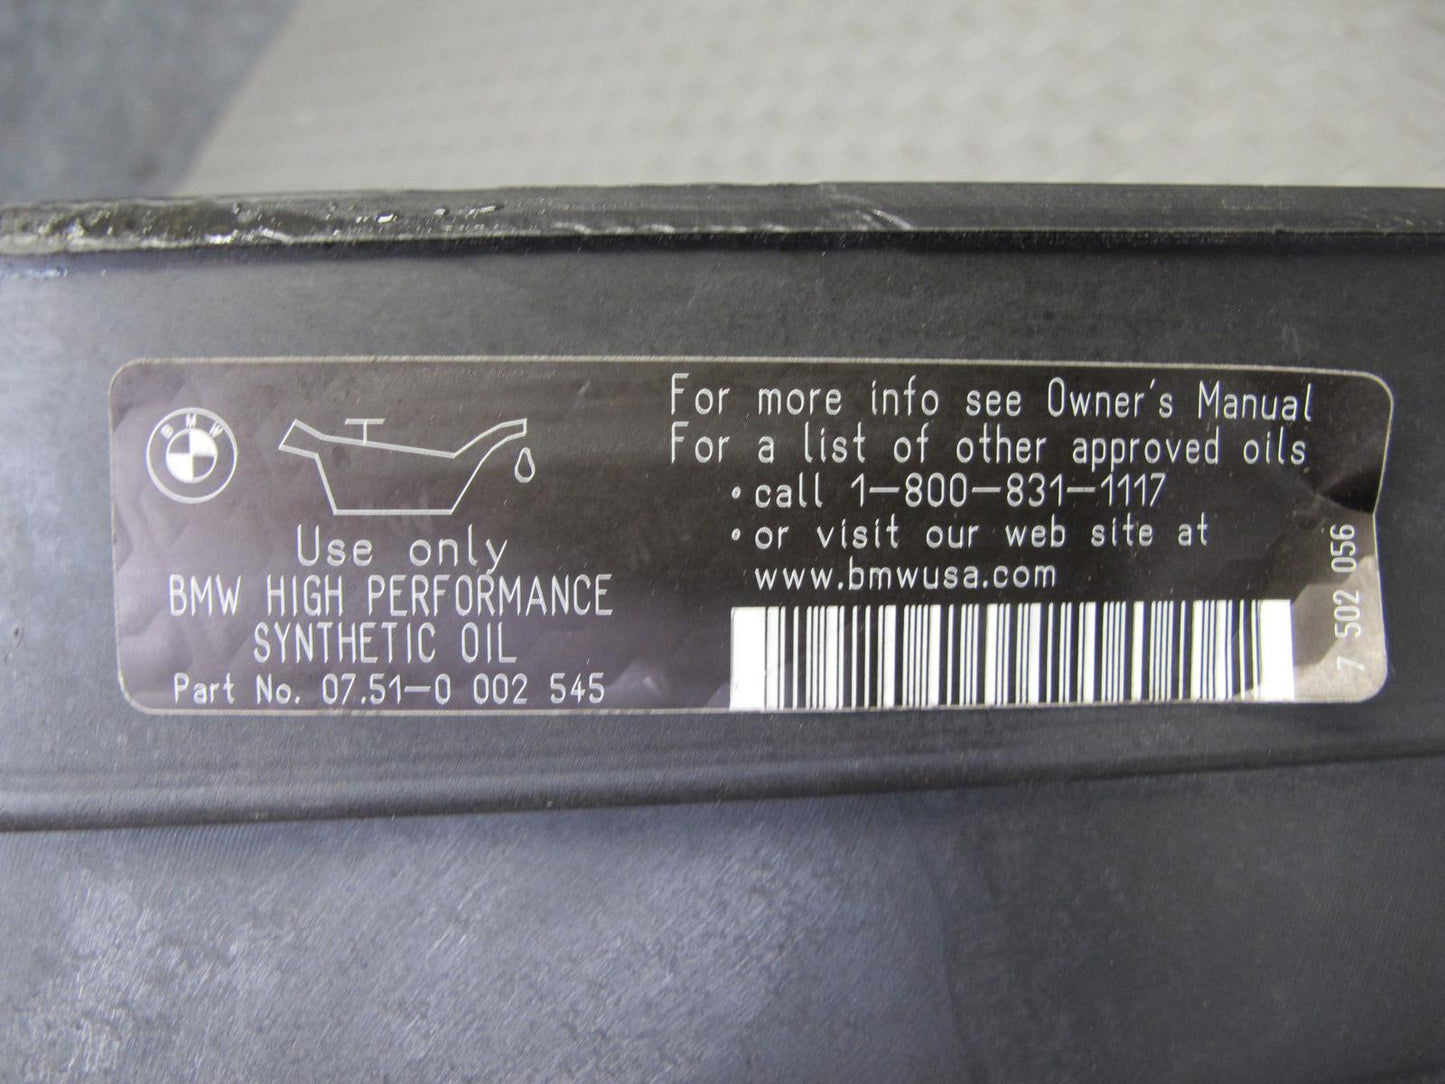 BMW
Use only
BMW HIGH PERFORMANCE
SYNTHETIC OIL
Part No. 07.51-0 002 545
For more info see Owner's Manual
For a list of other approved oils
• call 1-800-831-1117
• or visit our web site at
www.bmwusa.com
7 502 056